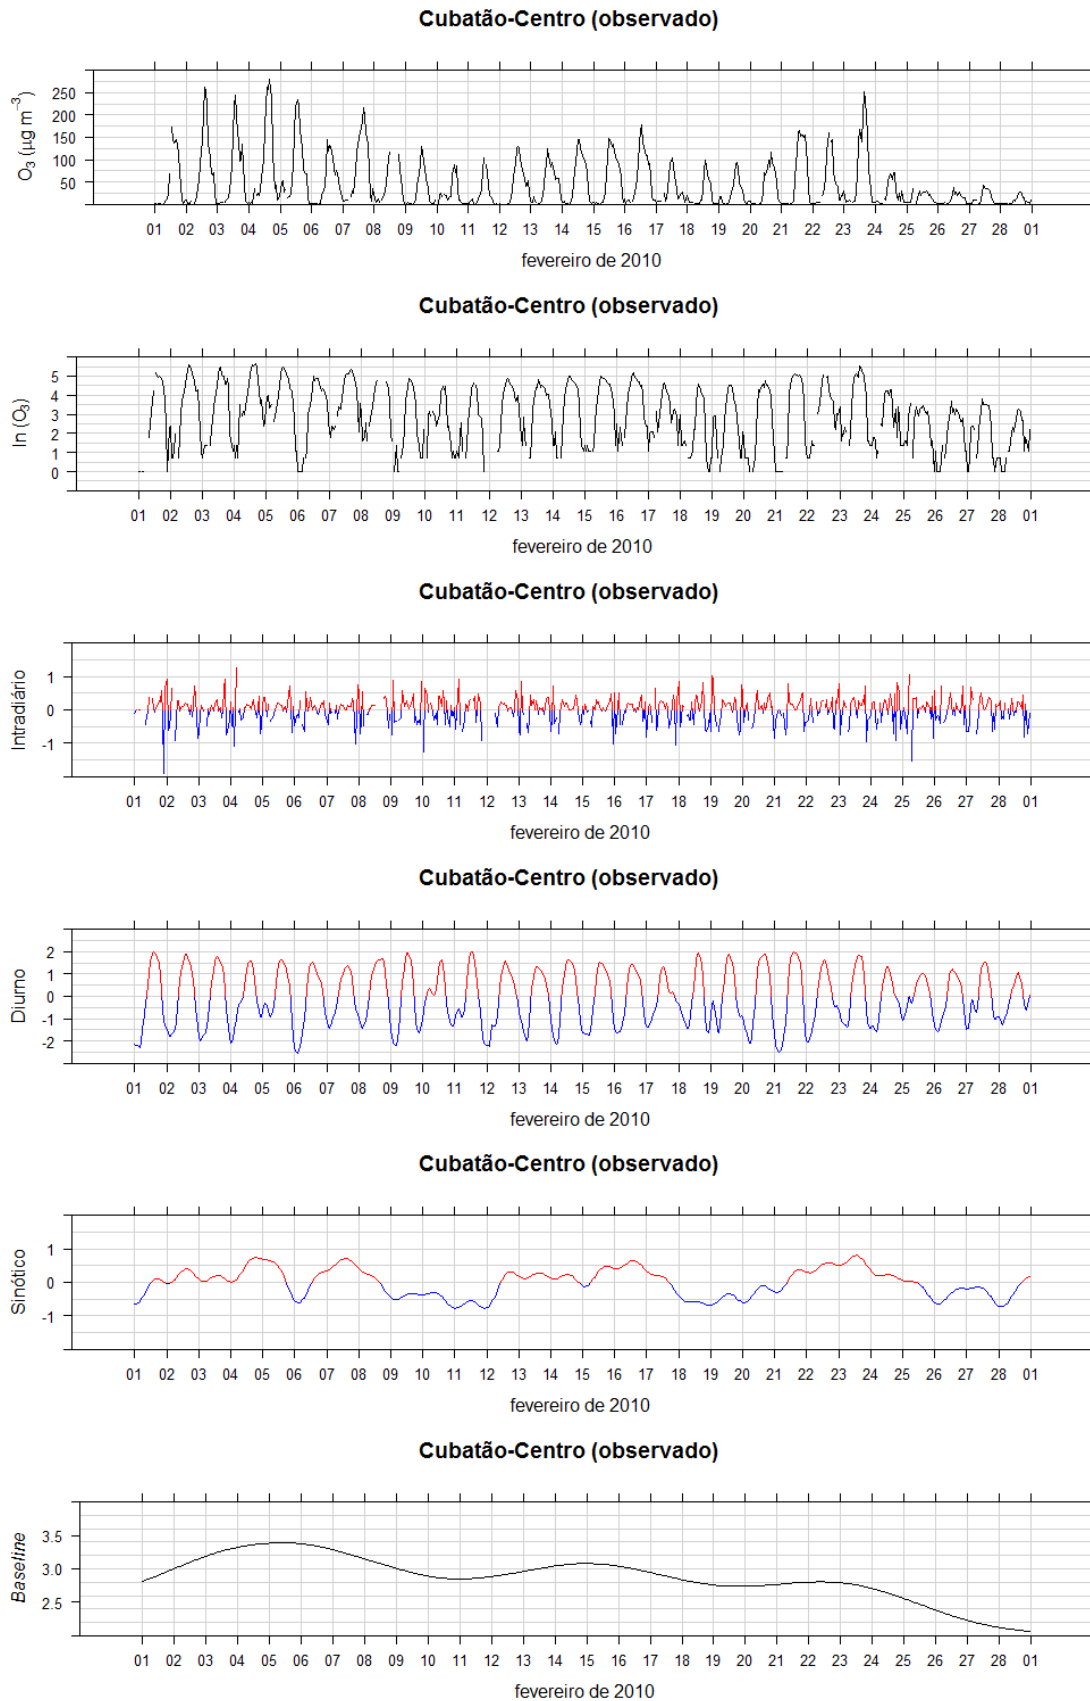 Cubatão-Centro (observado)
O₃ (µg m⁻³)
250
200
150
100
50
01 02 03 04 05 06 07 08 09 10 11 12 13 14 15 16 17 18 19 20 21 22 23 24 25 26 27 28 01
fevereiro de 2010
Cubatão-Centro (observado)
ln (O₃)
5
4
3
2
1
0
01 02 03 04 05 06 07 08 09 10 11 12 13 14 15 16 17 18 19 20 21 22 23 24 25 26 27 28 01
fevereiro de 2010
Cubatão-Centro (observado)
Intradiário
1
0
-1
01 02 03 04 05 06 07 08 09 10 11 12 13 14 15 16 17 18 19 20 21 22 23 24 25 26 27 28 01
fevereiro de 2010
Cubatão-Centro (observado)
Diurno
2
1
0
-1
-2
01 02 03 04 05 06 07 08 09 10 11 12 13 14 15 16 17 18 19 20 21 22 23 24 25 26 27 28 01
fevereiro de 2010
Cubatão-Centro (observado)
Sinótico
1
0
-1
01 02 03 04 05 06 07 08 09 10 11 12 13 14 15 16 17 18 19 20 21 22 23 24 25 26 27 28 01
fevereiro de 2010
Cubatão-Centro (observado)
Baseline
3.5
3.0
2.5
01 02 03 04 05 06 07 08 09 10 11 12 13 14 15 16 17 18 19 20 21 22 23 24 25 26 27 28 01
fevereiro de 2010